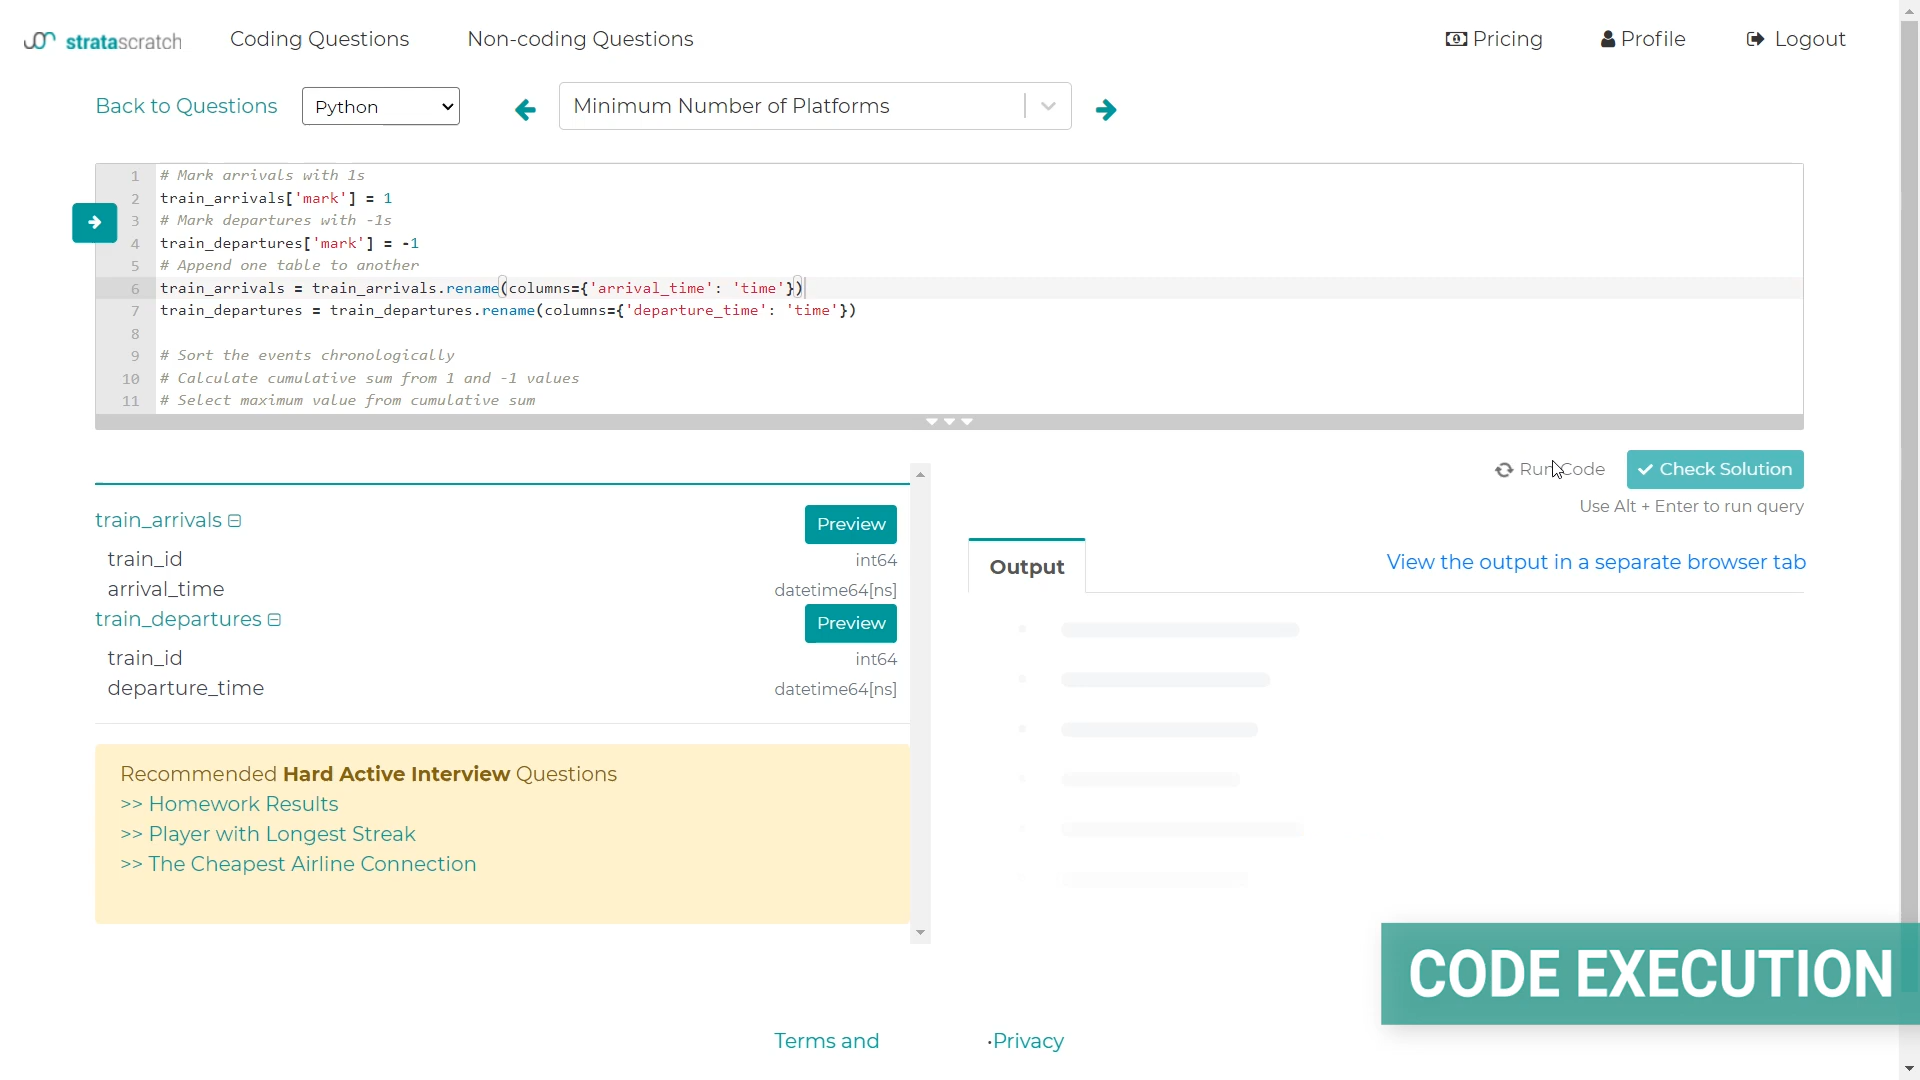 stratascratch Coding Questions Non-coding Questions Pricing Profile Logout
Back to Questions Python Minimum Number of Platforms
1 # Mark arrivals with 1s
2 train_arrivals['mark'] = 1
3 # Mark departures with -1s
4 train_departures['mark'] = -1
5 # Append one table to another
6 train_arrivals = train_arrivals.rename(columns={'arrival_time': 'time'})
7 train_departures = train_departures.rename(columns={'departure_time': 'time'})
8
9 # Sort the events chronologically
10 # Calculate cumulative sum from 1 and -1 values
11 # Select maximum value from cumulative sum
Run Code Check Solution
Use Alt + Enter to run query
train_arrivals Preview
train_id int64
arrival_time datetime64[ns]
train_departures Preview
train_id int64
departure_time datetime64[ns]
Output View the output in a separate browser tab
Recommended Hard Active Interview Questions
>> Homework Results
>> Player with Longest Streak
>> The Cheapest Airline Connection
CODE EXECUTION
Terms and ·Privacy